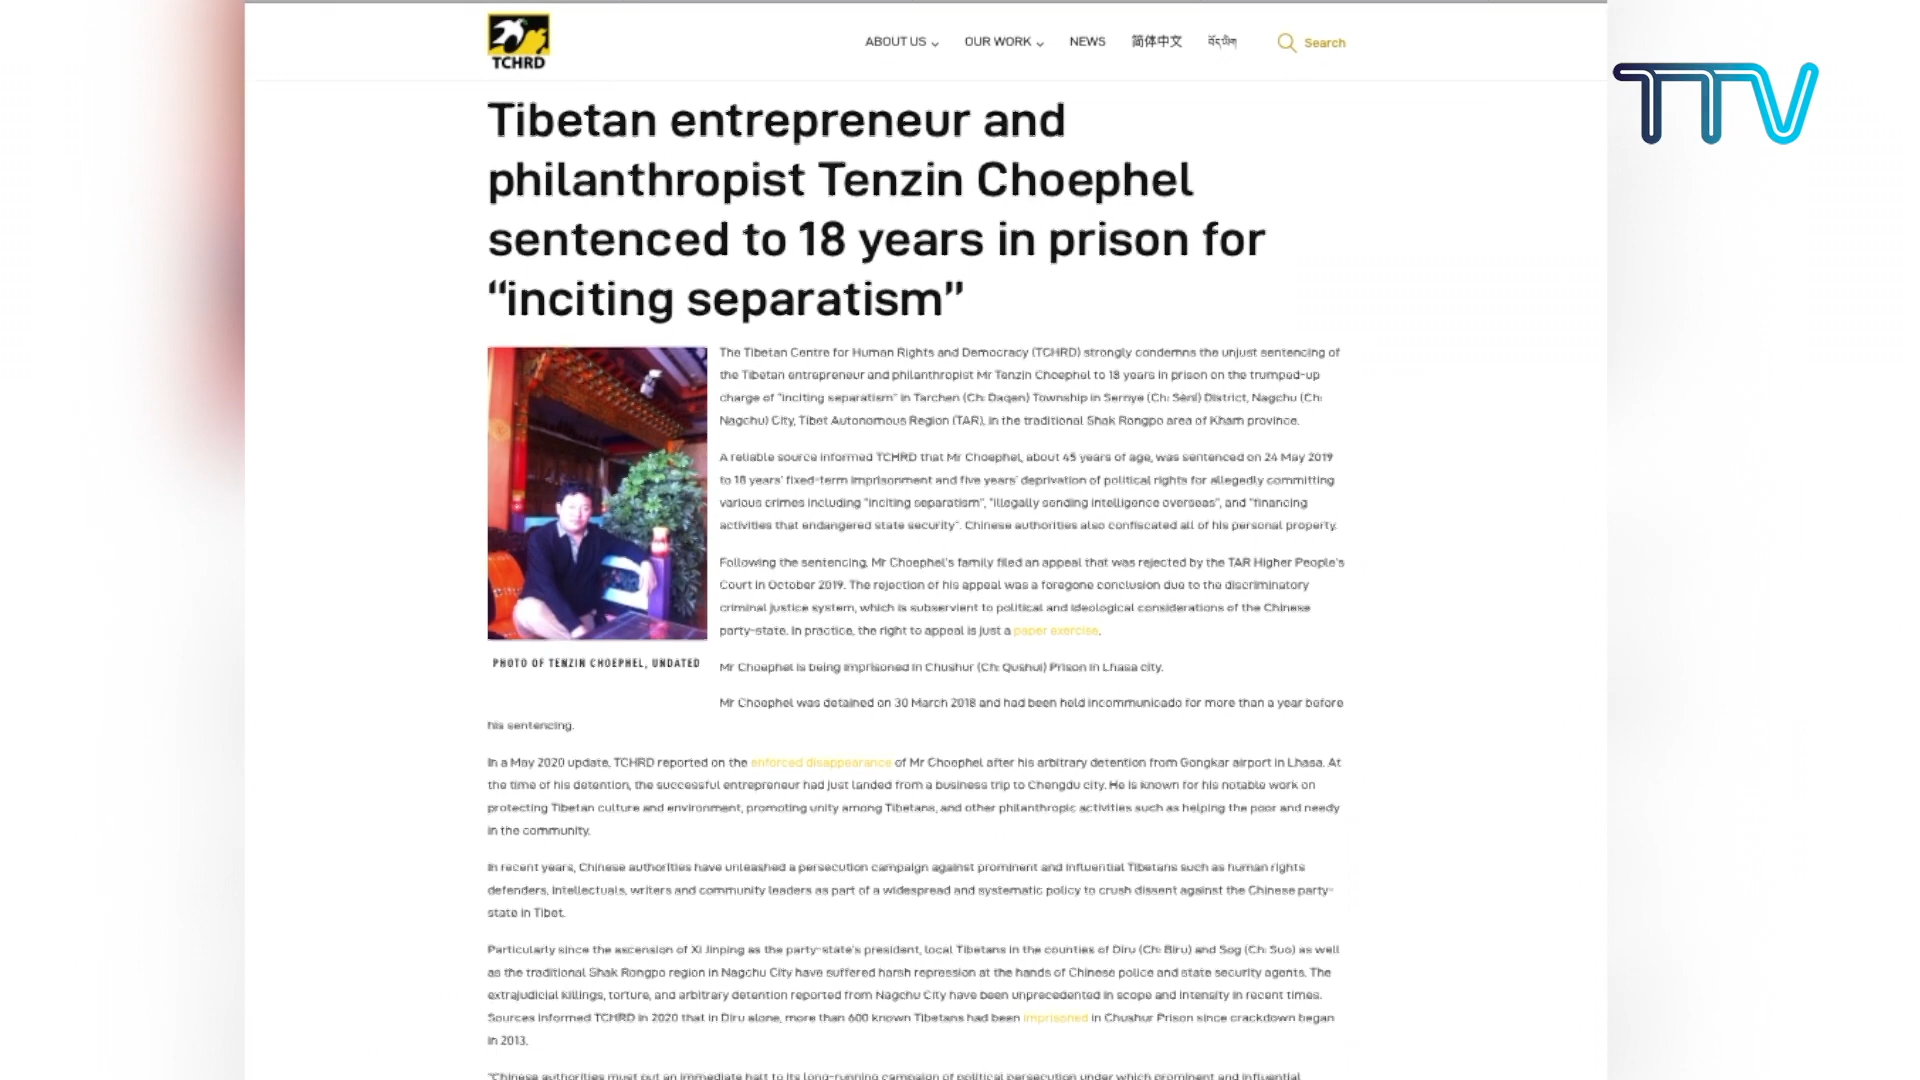 TCHRD
ABOUT US
OUR WORK
NEWS
简体中文
བོད་ཡིག
Search
TTV
Tibetan entrepreneur and
philanthropist Tenzin Choephel
sentenced to 18 years in prison for
“inciting separatism”
The Tibetan Centre for Human Rights and Democracy (TCHRD) strongly condemns the unjust sentencing of
the Tibetan entrepreneur and philanthropist Mr Tenzin Choephel to 18 years in prison on the trumped-up
charge of “inciting separatism” in Tarchen (Ch: Daqen) Township in Sernye (Ch: Seni) District, Nagchu (Ch:
Nagchu) City, Tibet Autonomous Region (TAR), in the traditional Shak Rongpo area of Kham province.
A reliable source informed TCHRD that Mr Choephel, about 45 years of age, was sentenced on 24 May 2019
to 18 years’ fixed-term imprisonment and five years’ deprivation of political rights for allegedly committing
various crimes including “inciting separatism”, “illegally sending intelligence overseas”, and “financing
activities that endangered state security”. Chinese authorities also confiscated all of his personal property.
Following the sentencing, Mr Choephel’s family filed an appeal that was rejected by the TAR Higher People’s
Court in October 2019. The rejection of his appeal was a foregone conclusion due to the discriminatory
criminal justice system, which is subservient to political and ideological considerations of the Chinese
party-state. In practice, the right to appeal is just a paper exercise.
PHOTO OF TENZIN CHOEPHEL, UNDATED
Mr Choephel is being imprisoned in Chushur (Ch: Qushui) Prison in Lhasa city.
Mr Choephel was detained on 30 March 2018 and had been held incommunicado for more than a year before
his sentencing.
In a May 2020 update, TCHRD reported on the enforced disappearance of Mr Choephel after his arbitrary detention from Gongkar airport in Lhasa. At
the time of his detention, the successful entrepreneur had just landed from a business trip to Chengdu city. He is known for his notable work on
protecting Tibetan culture and environment, promoting unity among Tibetans, and other philanthropic activities such as helping the poor and needy
in the community.
In recent years, Chinese authorities have unleashed a persecution campaign against prominent and influential Tibetans such as human rights
defenders, intellectuals, writers and community leaders as part of a widespread and systematic policy to crush dissent against the Chinese party-
state in Tibet.
Particularly since the ascension of Xi Jinping as the party-state’s president, local Tibetans in the counties of Diru (Ch: Biru) and Sog (Ch: Suo) as well
as the traditional Shak Rongpo region in Nagchu City have suffered harsh repression at the hands of Chinese police and state security agents. The
extrajudicial killings, torture, and arbitrary detention reported from Nagchu City have been unprecedented in scope and intensity in recent times.
Sources informed TCHRD in 2020 that in Diru alone, more than 600 known Tibetans had been imprisoned in Chushur Prison since crackdown began
in 2013.
“Chinese authorities must put an immediate halt to its long-running campaign of political persecution under which prominent and influential